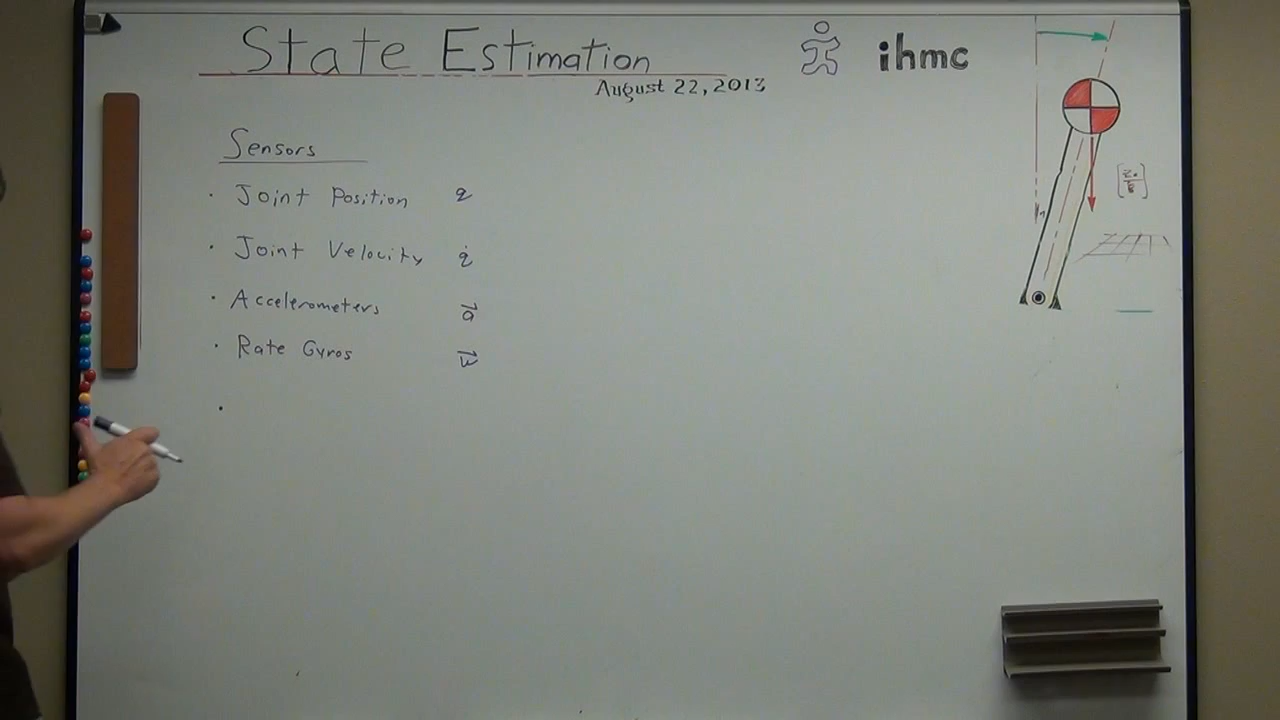 State Estimation
ihmc
August 22, 2013
Sensors
· Joint Position q
· Joint Velocity q̇
· Accelerometers a⃗
· Rate Gyros w⃗
·